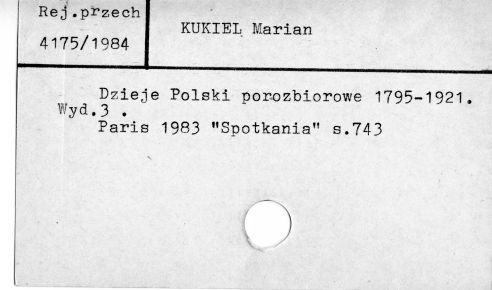 Rej.przech
4175/1984
KUKIEL Marian
Dzieje Polski porozbiorowe 1795-1921.
Wyd.3 .
Paris 1983 "Spotkania" s.743